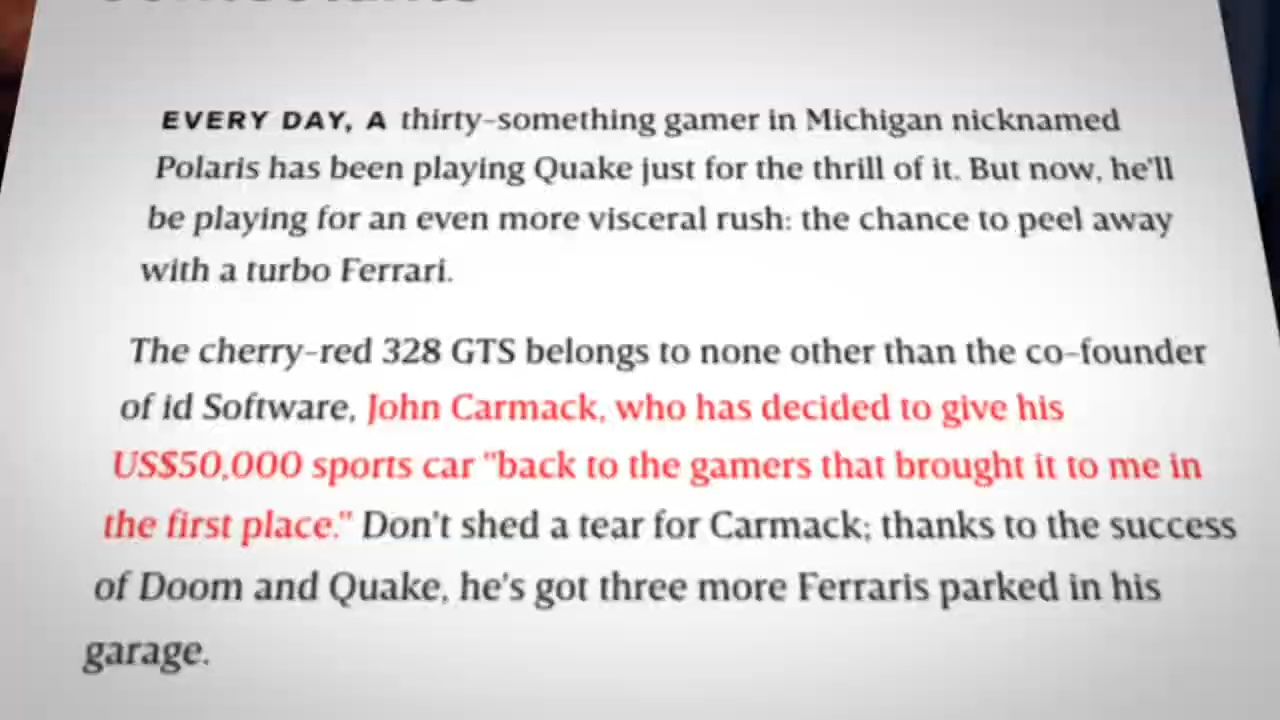 EVERY DAY, A thirty-something gamer in Michigan nicknamed
Polaris has been playing Quake just for the thrill of it. But now, he'll
be playing for an even more visceral rush: the chance to peel away
with a turbo Ferrari.
The cherry-red 328 GTS belongs to none other than the co-founder
of id Software, John Carmack, who has decided to give his
US$50,000 sports car "back to the gamers that brought it to me in
the first place." Don't shed a tear for Carmack; thanks to the success
of Doom and Quake, he's got three more Ferraris parked in his
garage.